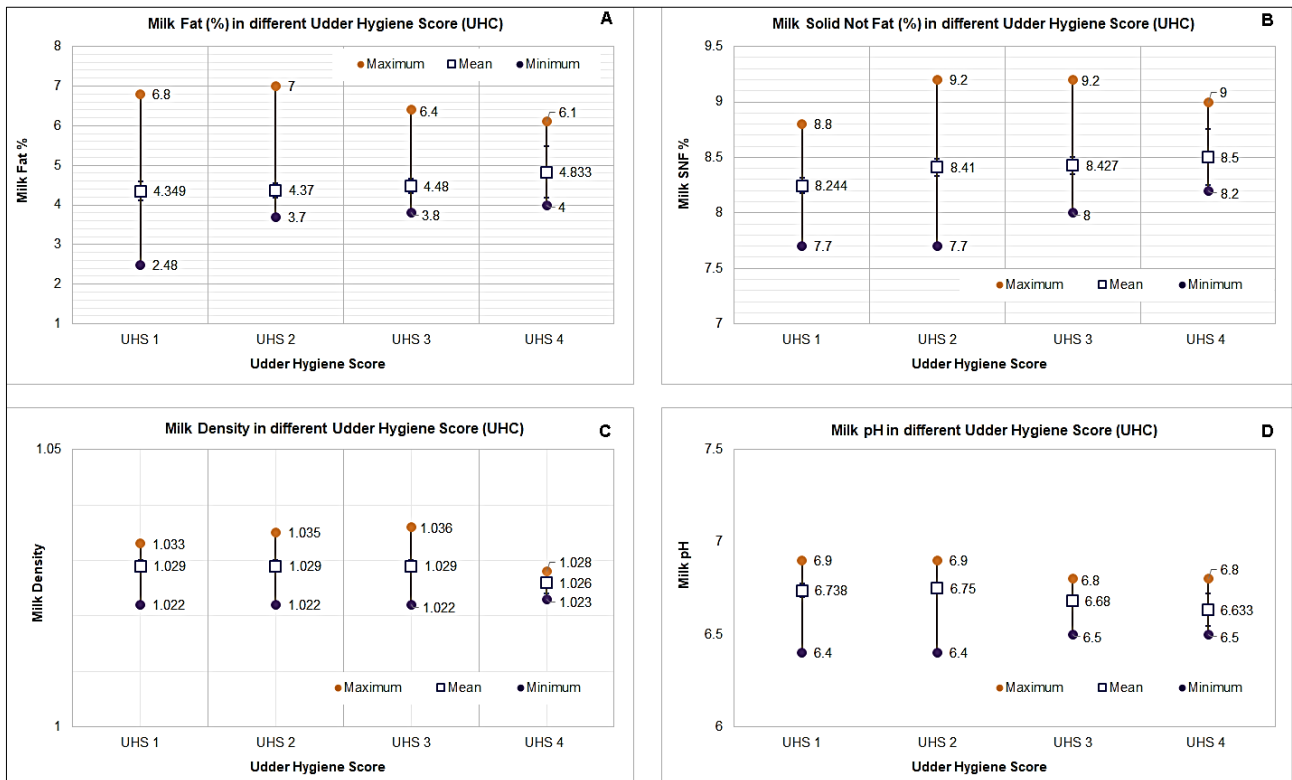 Milk Fat (%) in different Udder Hygiene Score (UHC)
A
Maximum Mean Minimum
8
7
6
5
4
3
2
1
Milk Fat %
6.8
4.349
2.48
7
4.37
3.7
6.4
4.48
3.8
6.1
4.833
4
UHS 1 UHS 2 UHS 3 UHS 4
Udder Hygiene Score
Milk Solid Not Fat (%) in different Udder Hygiene Score (UHC)
B
9.5
9
8.5
8
7.5
7
Milk SNF %
8.8
8.244
7.7
9.2
8.41
7.7
9.2
8.427
8
9
8.5
8.2
Maximum Mean Minimum
UHS 1 UHS 2 UHS 3 UHS 4
Udder Hygiene Score
Milk Density in different Udder Hygiene Score (UHC)
C
1.05
1
Milk Density
1.033
1.029
1.022
1.035
1.029
1.022
1.036
1.029
1.022
1.028
1.026
1.023
Maximum Mean Minimum
UHS 1 UHS 2 UHS 3 UHS 4
Udder Hygiene Score
Milk pH in different Udder Hygiene Score (UHC)
D
7.5
7
6.5
6
Milk pH
6.9
6.738
6.4
6.9
6.75
6.4
6.8
6.68
6.5
6.8
6.633
6.5
Maximum Mean Minimum
UHS 1 UHS 2 UHS 3 UHS 4
Udder Hygiene Score